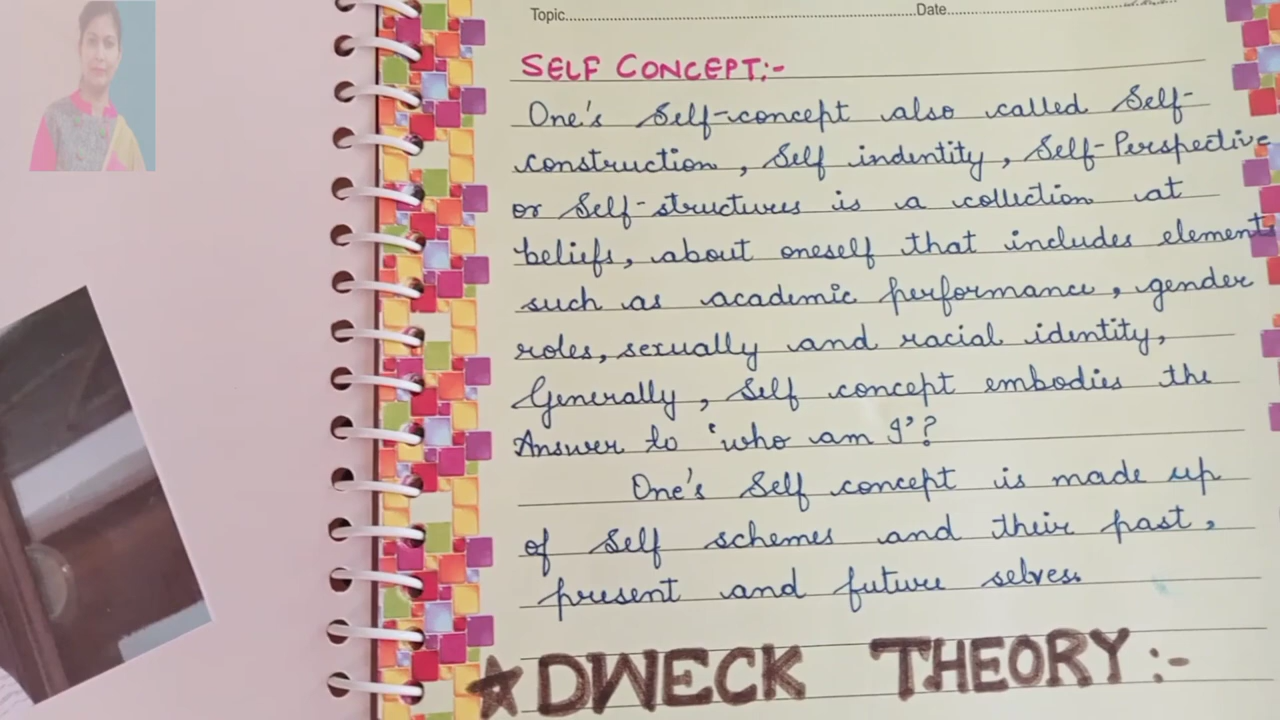 Topic.......................................................Date...............................
SELF CONCEPT:-
One's Self-concept also called Self-
construction, Self indentity, Self-Perspective
or Self-structures is a collection at
beliefs, about oneself that includes elements
such as academic performance, gender
roles, sexually and racial identity,
Generally, Self concept embodies the
Answer to 'who am I'?
One's Self concept is made up
of Self schemes and their past,
present and future selves.
☆DWECK THEORY:-